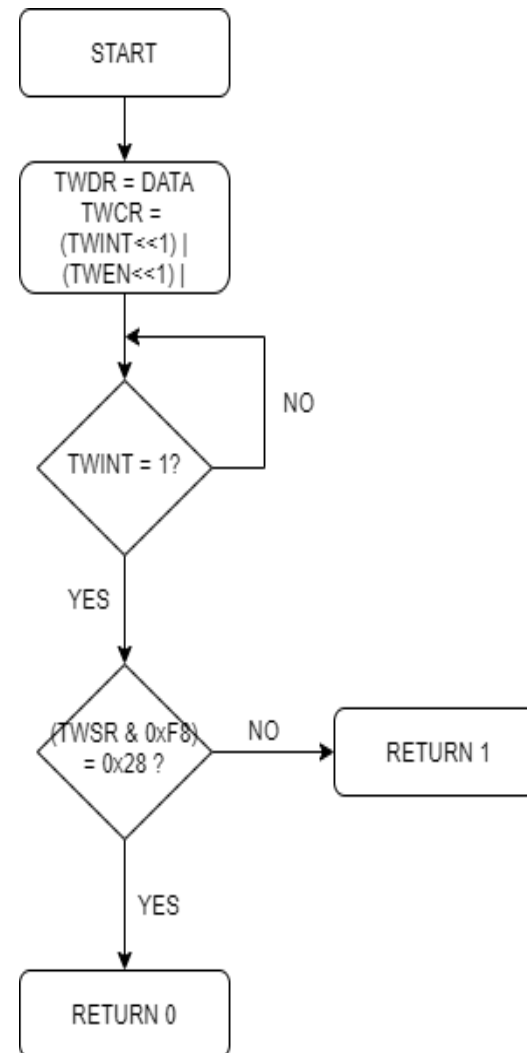 START
TWDR = DATA
TWCR =
(TWINT<<1) |
(TWEN<<1) |
NO
TWINT = 1?
YES
(TWSR & 0xF8)
= 0x28 ?
NO
RETURN 1
YES
RETURN 0